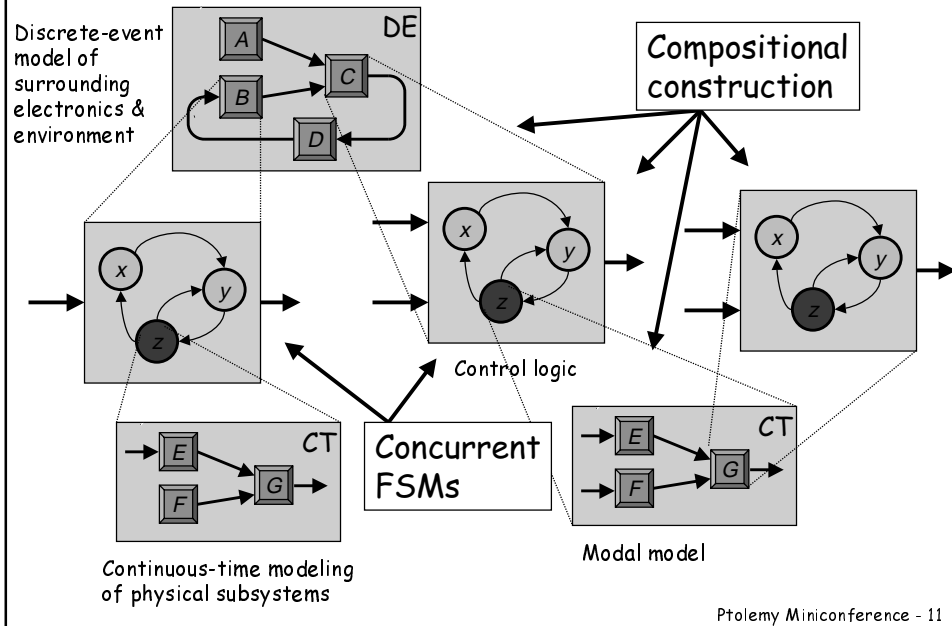 Discrete-event
model of
surrounding
electronics &
environment
DE
A
B
C
D
Compositional
construction
x
y
z
x
y
z
Control logic
x
y
z
CT
E
F
G
Continuous-time modeling
of physical subsystems
Concurrent
FSMs
CT
E
F
G
Modal model
Ptolemy Miniconference - 11